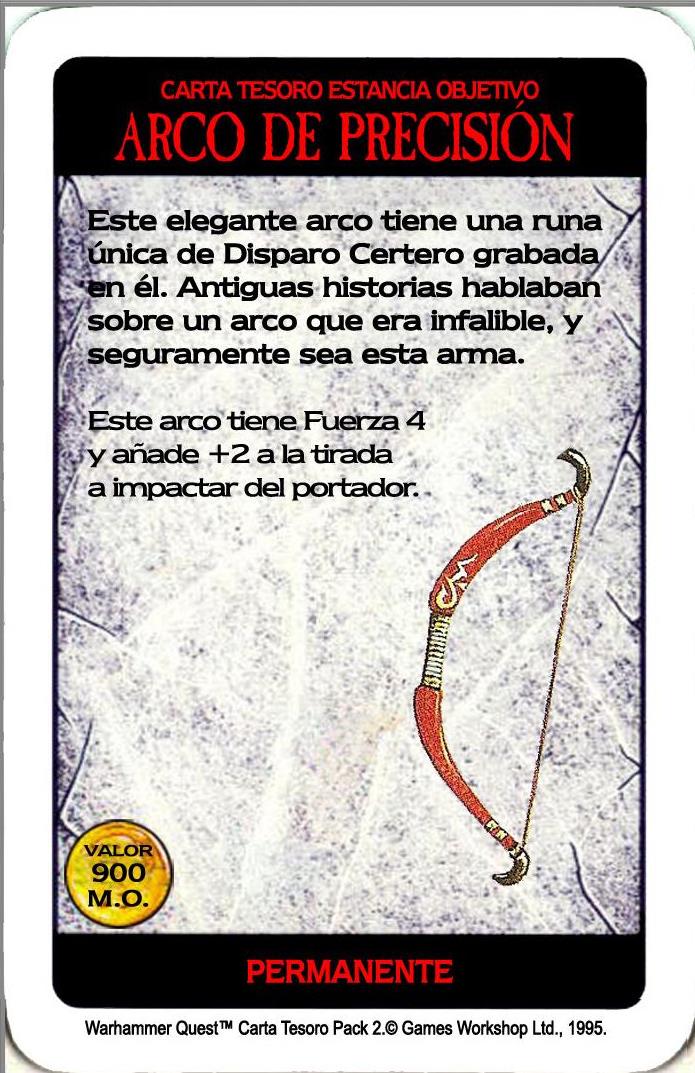 CARTA TESORO ESTANCIA OBJETIVO
ARCO DE PRECISIÓN
Este elegante arco tiene una runa
única de Disparo Certero grabada
en él. Antiguas historias hablaban
sobre un arco que era infalible, y
seguramente sea esta arma.
Este arco tiene Fuerza 4
y añade +2 a la tirada
a impactar del portador.
VALOR
900
M.O.
PERMANENTE
Warhammer Quest™ Carta Tesoro Pack 2.© Games Workshop Ltd., 1995.